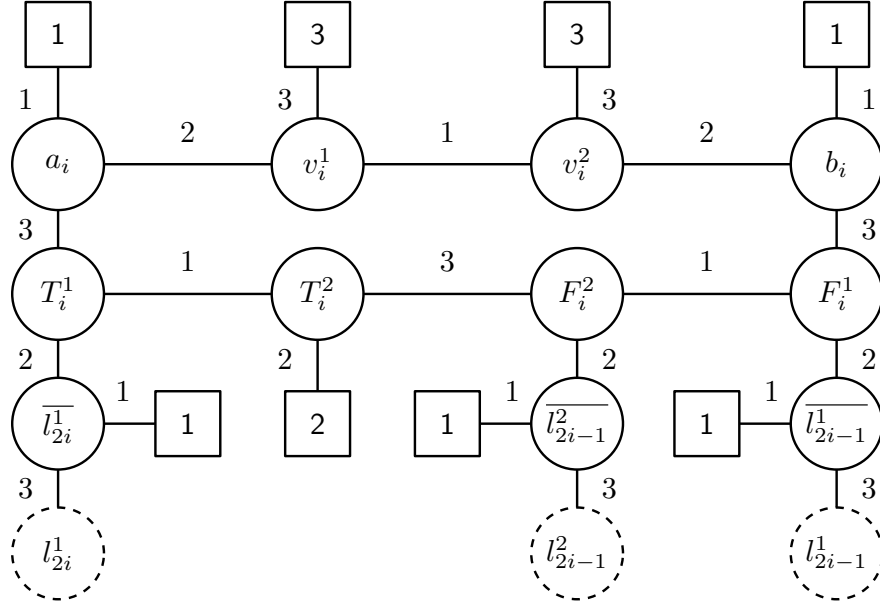 1 3 3 1
1 3 3 1
2 1 2
a_i v_i^1 v_i^2 b_i
3 3
1 3 1
T_i^1 T_i^2 F_i^2 F_i^1
2 2 2 2
1 1 1
\overline{l_{2i}^1} 1 2 1 \overline{l_{2i-1}^2} 1 \overline{l_{2i-1}^1}
3 3 3
l_{2i}^1 l_{2i-1}^2 l_{2i-1}^1